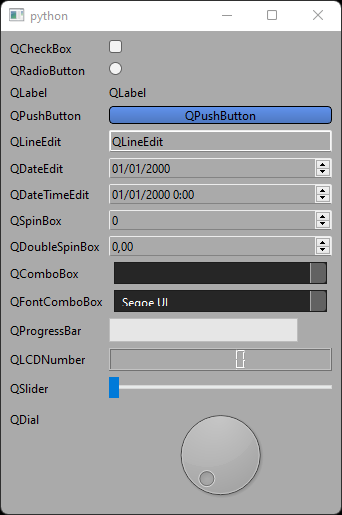 python
QCheckBox
QRadioButton
QLabel QLabel
QPushButton QPushButton
QLineEdit QLineEdit
QDateEdit 01/01/2000
QDateTimeEdit 01/01/2000 0:00
QSpinBox 0
QDoubleSpinBox 0,00
QComboBox
QFontComboBox Segoe UI
QProgressBar
QLCDNumber 0
QSlider
QDial